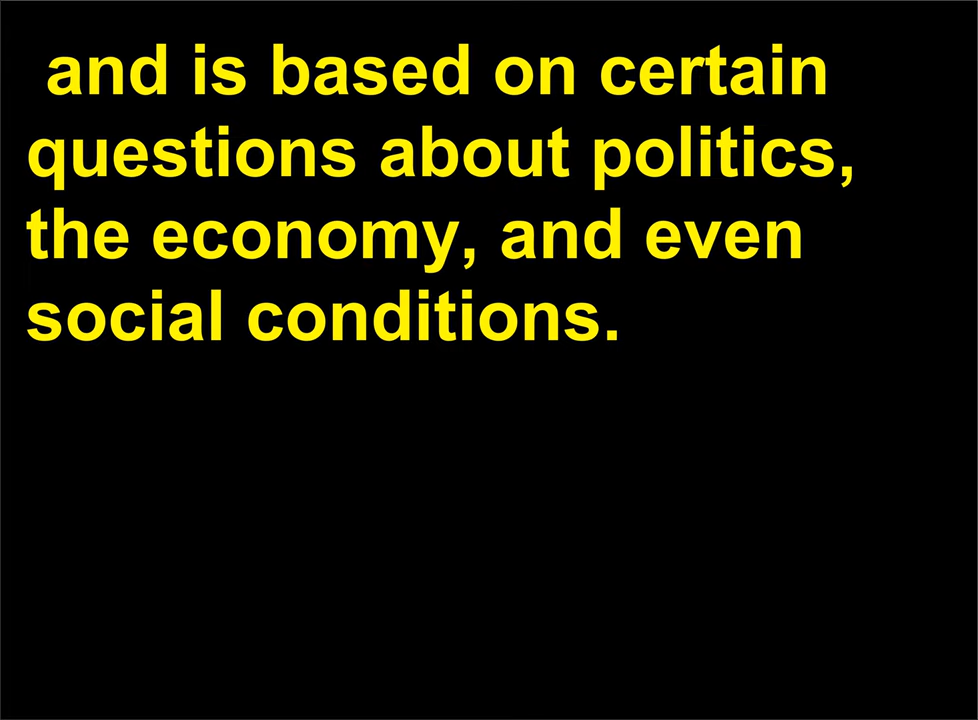 and is based on certain
questions about politics,
the economy, and even
social conditions.